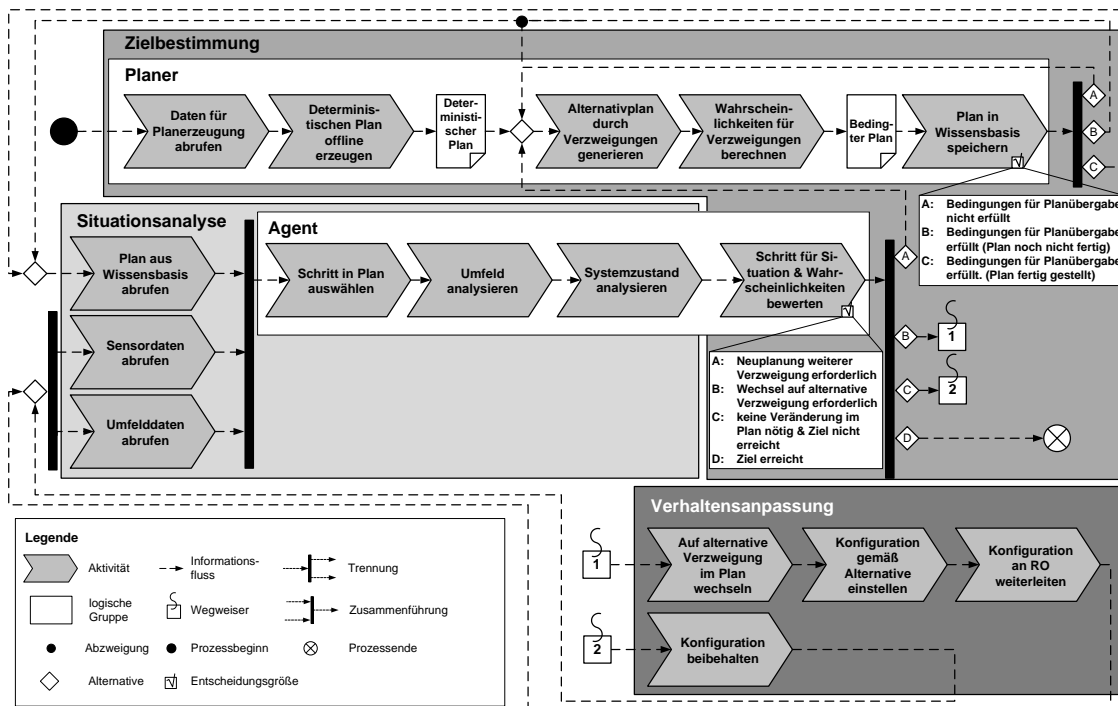 Zielbestimmung
Planer
Daten für
Planerzeugung
abrufen
Determinis-
tischen Plan
offline
erzeugen
Deter-
ministi-
scher
Plan
Alternativplan
durch
Verzweigungen
generieren
Wahrschein-
lichkeiten für
Verzweigungen
berechnen
Beding-
ter Plan
Plan in
Wissensbasis
speichern
A
B
C
A: Bedingungen für Planübergabe
nicht erfüllt
B: Bedingungen für Planübergabe
erfüllt (Plan noch nicht fertig)
C: Bedingungen für Planübergabe
erfüllt. (Plan fertig gestellt)
Situationsanalyse
Plan aus
Wissensbasis
abrufen
Sensordaten
abrufen
Umfelddaten
abrufen
Agent
Schritt in Plan
auswählen
Umfeld
analysieren
Systemzustand
analysieren
Schritt für Si-
tuation & Wahr-
scheinlichkeiten
bewerten
A
B
1
C
2
D
A: Neuplanung weiterer
Verzweigung erforderlich
B: Wechsel auf alternative
Verzweigung erforderlich
C: keine Veränderung im
Plan nötig & Ziel nicht
erreicht
D: Ziel erreicht
Verhaltensanpassung
1
Auf alternative
Verzweigung
im Plan
wechseln
Konfiguration
gemäß
Alternative
einstellen
Konfiguration
an RO
weiterleiten
2
Konfiguration
beibehalten
Legende
Aktivität
Informations-
fluss
Trennung
logische
Gruppe
Wegweiser
Zusammenführung
Abzweigung
Prozessbeginn
Prozessende
Alternative
Entscheidungsgröße